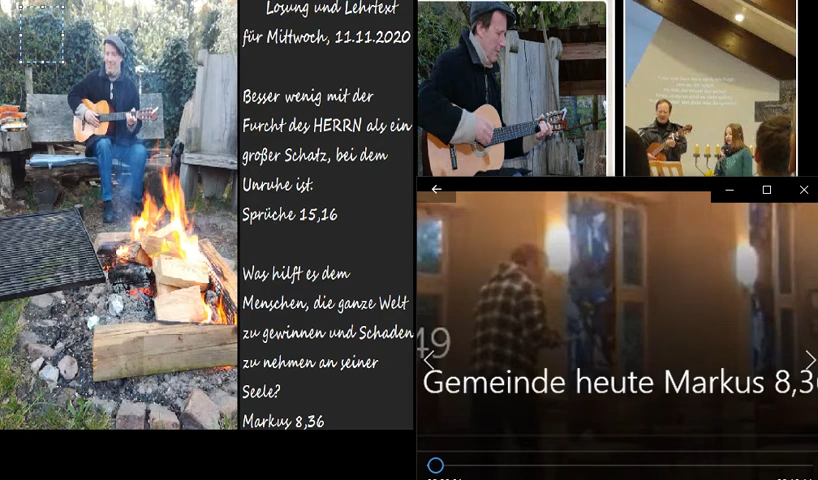 Losung und Lehrtext
für Mittwoch, 11.11.2020
Besser wenig mit der
Furcht des HERRN als ein
großer Schatz, bei dem
Unruhe ist.
Sprüche 15,16
Was hilft es dem
Menschen, die ganze Welt
zu gewinnen und Schaden
zu nehmen an seiner
Seele?
Markus 8,36
49
Gemeinde heute Markus 8,3